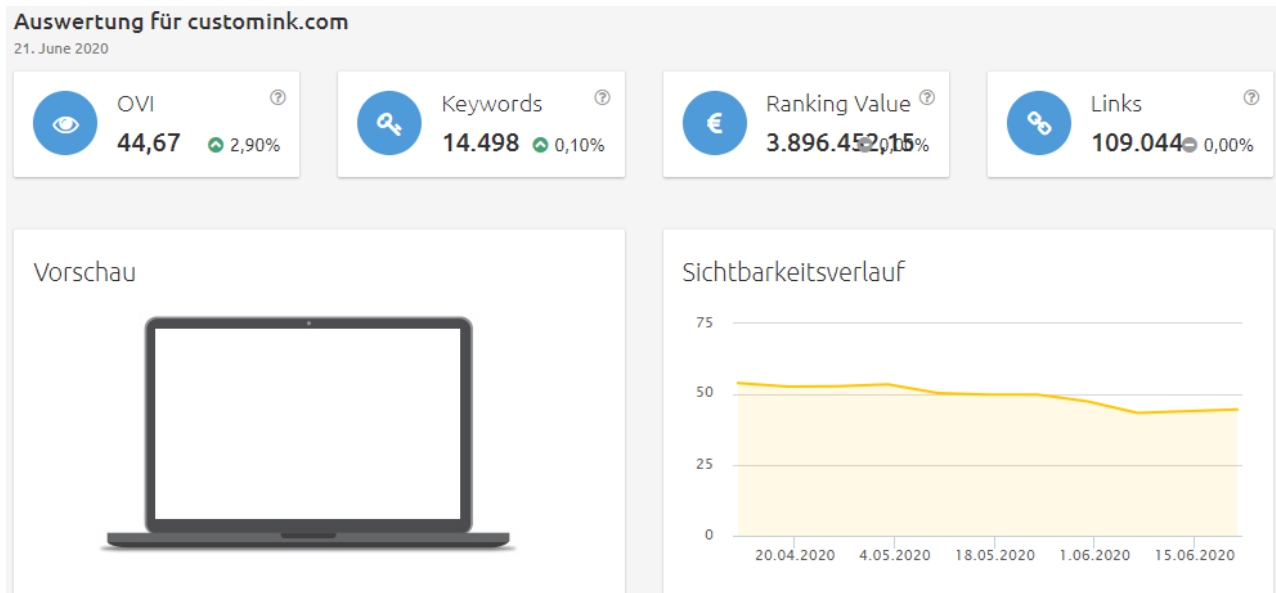 Auswertung für customink.com
21. June 2020
OVI
44,67 2,90%
Keywords
14.498 0,10%
Ranking Value
€ 3.896.452,15 0,00%
Links
109.044 0,00%
Vorschau
Sichtbarkeitsverlauf
75
50
25
0
20.04.2020 4.05.2020 18.05.2020 1.06.2020 15.06.2020